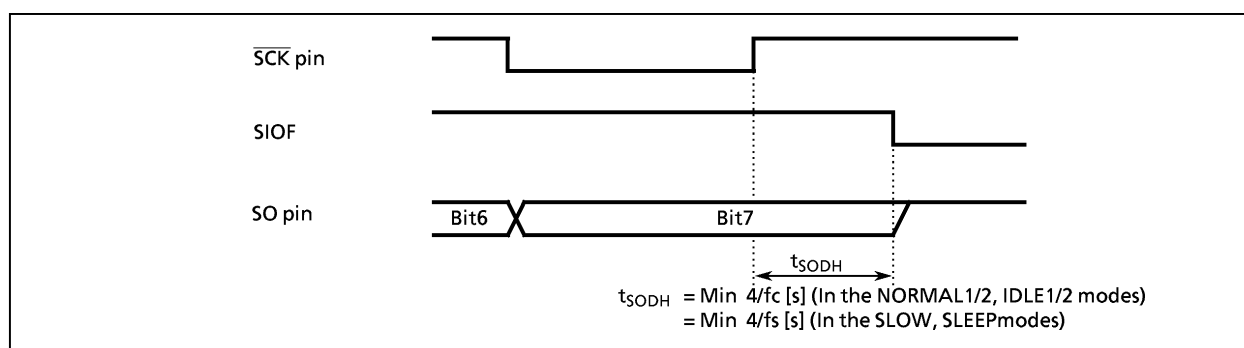 SCK pin
SIOF
SO pin
Bit6
Bit7
tSODH
tSODH = Min 4/fc [s] (In the NORMAL1/2, IDLE1/2 modes)
= Min 4/fs [s] (In the SLOW, SLEEPmodes)